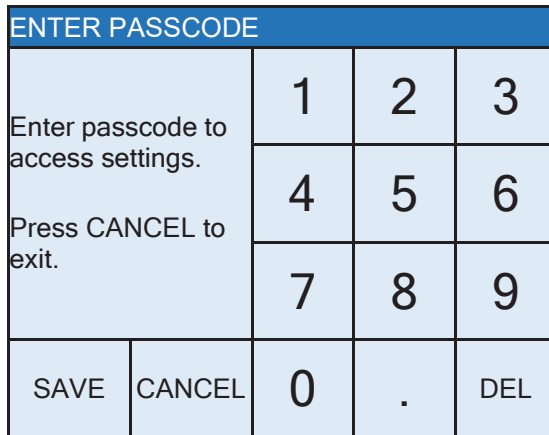 ENTER PASSCODE
Enter passcode to
access settings.
Press CANCEL to
exit.
1 2 3
4 5 6
7 8 9
SAVE CANCEL 0 . DEL